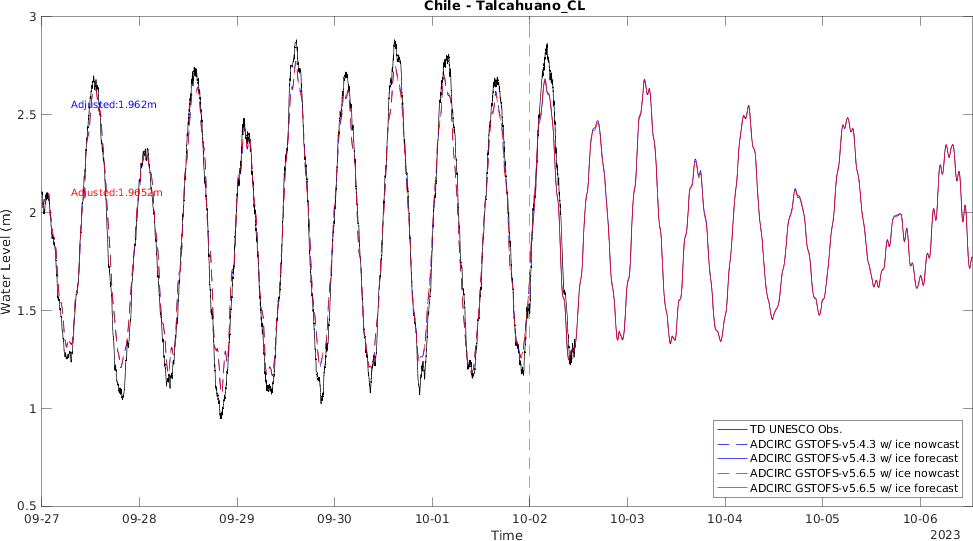 Chile - Talcahuano_CL
3
2.5
2
1.5
1
0.5
Water Level (m)
Adjusted:1.962m
Adjusted:1.9652m
TD UNESCO Obs.
ADCIRC GSTOFS-v5.4.3 w/ ice nowcast
ADCIRC GSTOFS-v5.4.3 w/ ice forecast
ADCIRC GSTOFS-v5.6.5 w/ ice nowcast
ADCIRC GSTOFS-v5.6.5 w/ ice forecast
09-27 09-28 09-29 09-30 10-01 10-02 10-03 10-04 10-05 10-06
Time
2023